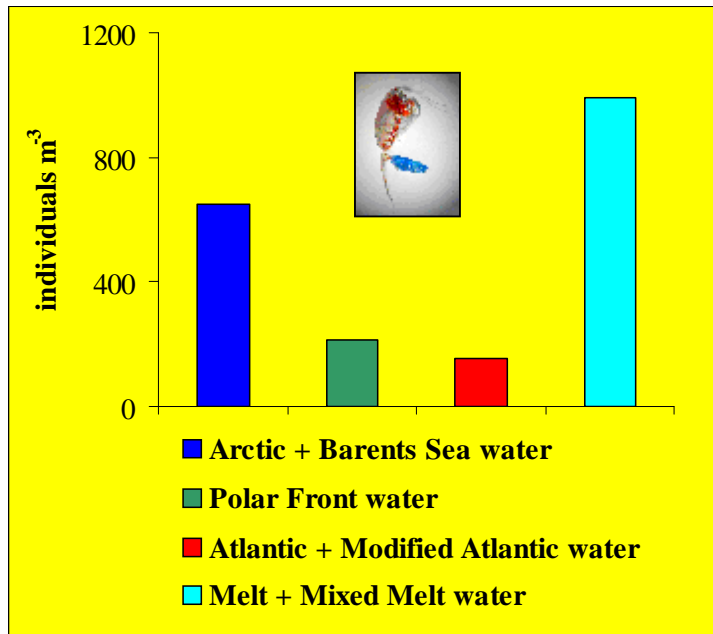 1200
800
400
0
individuals m-3
Arctic + Barents Sea water
Polar Front water
Atlantic + Modified Atlantic water
Melt + Mixed Melt water